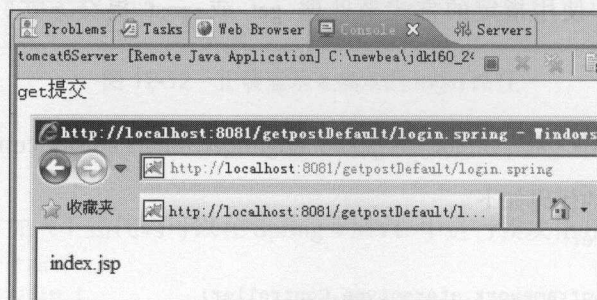 Problems Tasks Web Browser Console Servers
tomcat6Server [Remote Java Application] C:\newbea\jdk160_24
get提交
http://localhost:8081/getpostDefault/login.spring - Windows
http://localhost:8081/getpostDefault/login.spring
收藏夹 http://localhost:8081/getpostDefault/l...
index.jsp